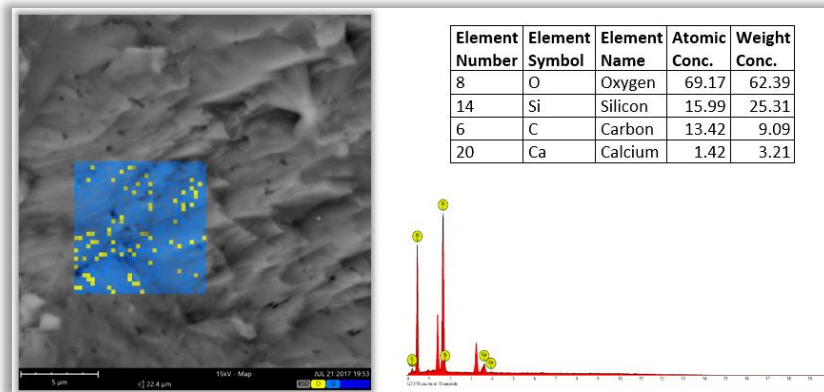 Element Number Element Symbol Element Name Atomic Conc. Weight Conc.
8 O Oxygen 69.17 62.39
14 Si Silicon 15.99 25.31
6 C Carbon 13.42 9.09
20 Ca Calcium 1.42 3.21
5 µm
22.4 µm
15kV - Map
JUL 21 2017 19:53
BSD